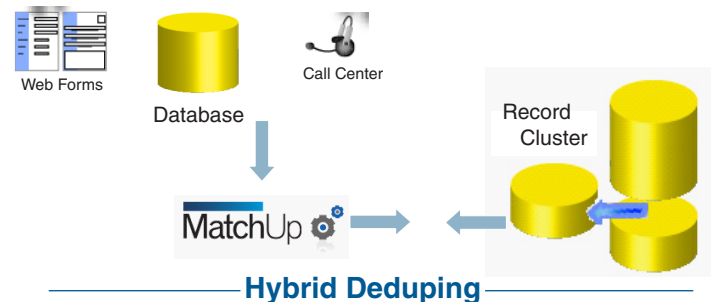 Web Forms
Database
Call Center
Record
Cluster
MatchUp
Hybrid Deduping